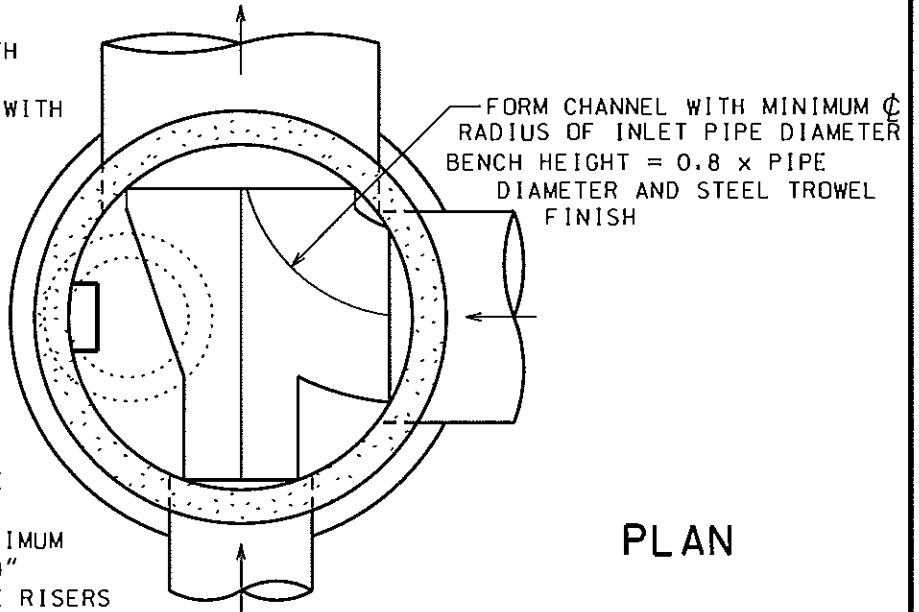 TH
WITH
FORM CHANNEL WITH MINIMUM ℄
RADIUS OF INLET PIPE DIAMETER
BENCH HEIGHT = 0.8 x PIPE
DIAMETER AND STEEL TROWEL
FINISH
IMUM
RISERS
PLAN